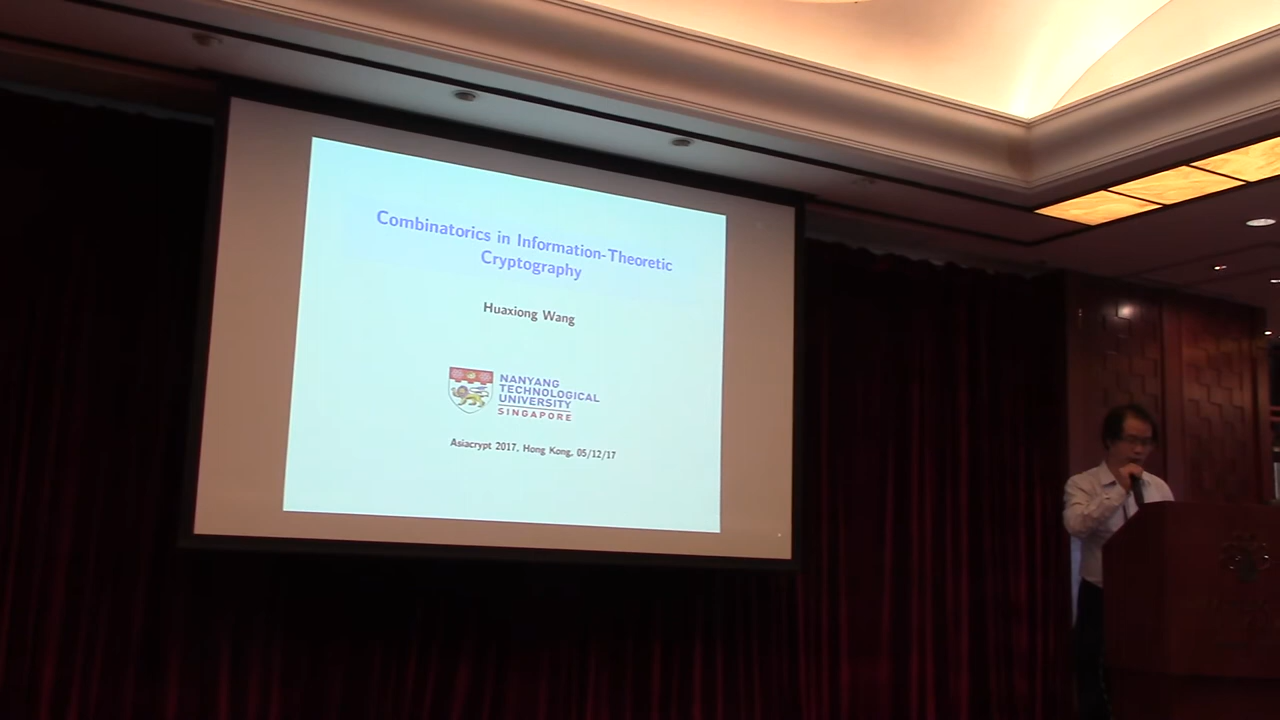 Combinatorics in Information-Theoretic
Cryptography
Huaxiong Wang
NANYANG
TECHNOLOGICAL
UNIVERSITY
SINGAPORE
Asiacrypt 2017, Hong Kong, 05/12/17